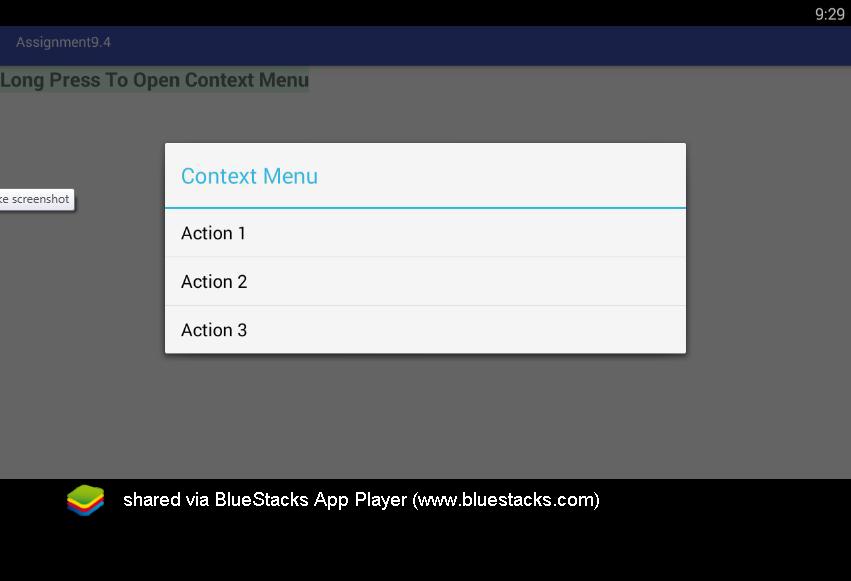 9:29
Assignment9.4
Long Press To Open Context Menu
Context Menu
screenshot
Action 1
Action 2
Action 3
shared via BlueStacks App Player (www.bluestacks.com)